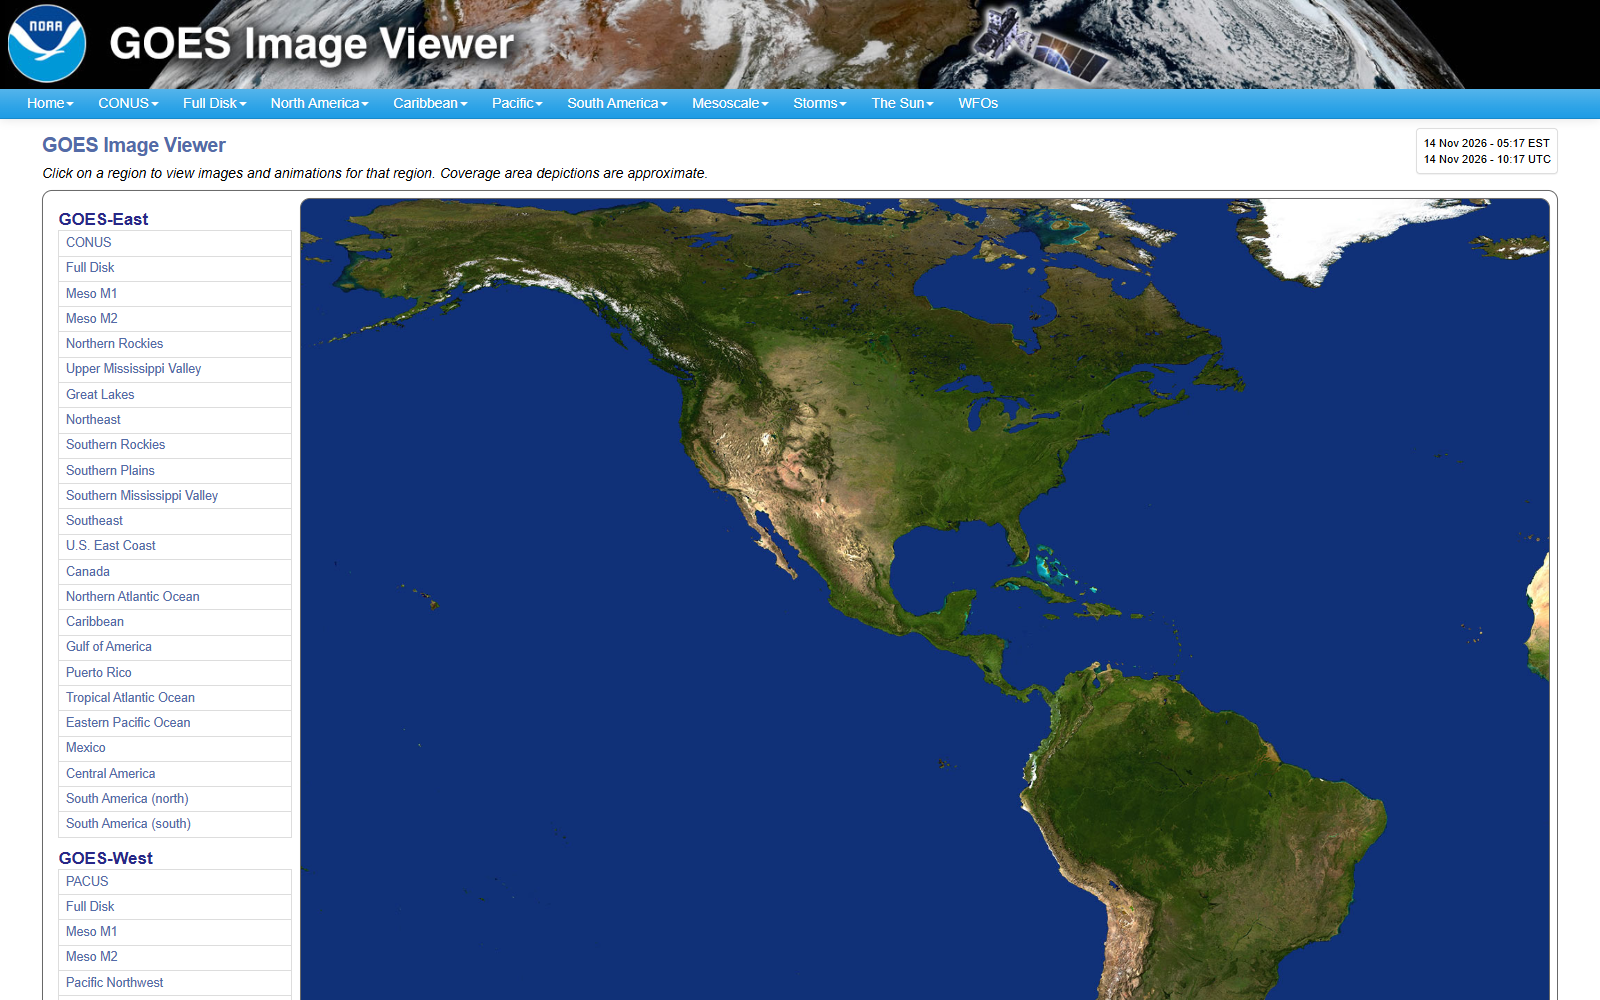 NOAA
GOES Image Viewer
Home CONUS Full Disk North America Caribbean Pacific South America Mesoscale Storms The Sun WFOs
GOES Image Viewer
Click on a region to view images and animations for that region. Coverage area depictions are approximate.
14 Nov 2026 - 05:17 EST
14 Nov 2026 - 10:17 UTC
GOES-East
CONUS
Full Disk
Meso M1
Meso M2
Northern Rockies
Upper Mississippi Valley
Great Lakes
Northeast
Southern Rockies
Southern Plains
Southern Mississippi Valley
Southeast
U.S. East Coast
Canada
Northern Atlantic Ocean
Caribbean
Gulf of America
Puerto Rico
Tropical Atlantic Ocean
Eastern Pacific Ocean
Mexico
Central America
South America (north)
South America (south)
GOES-West
PACUS
Full Disk
Meso M1
Meso M2
Pacific Northwest